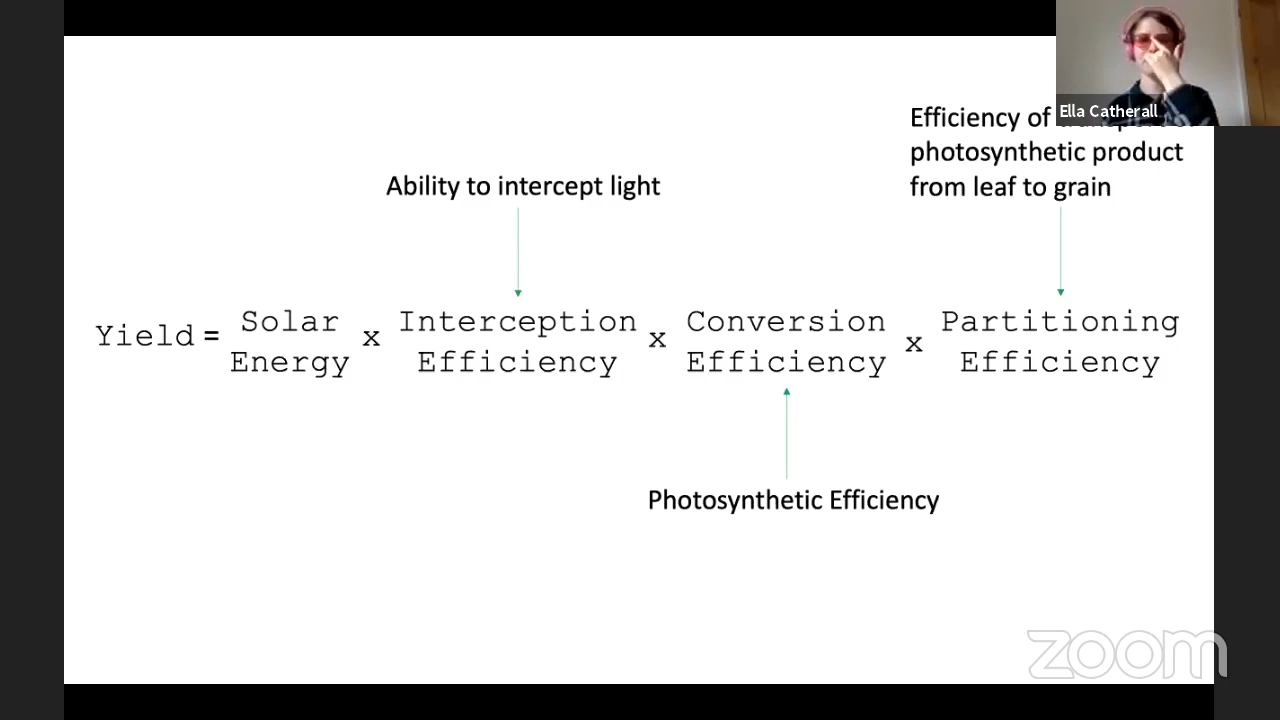 Ella Catherall
Efficiency of
photosynthetic product
from leaf to grain
Ability to intercept light
Yield = Solar Energy x Interception Efficiency x Conversion Efficiency x Partitioning Efficiency
Photosynthetic Efficiency
zoom